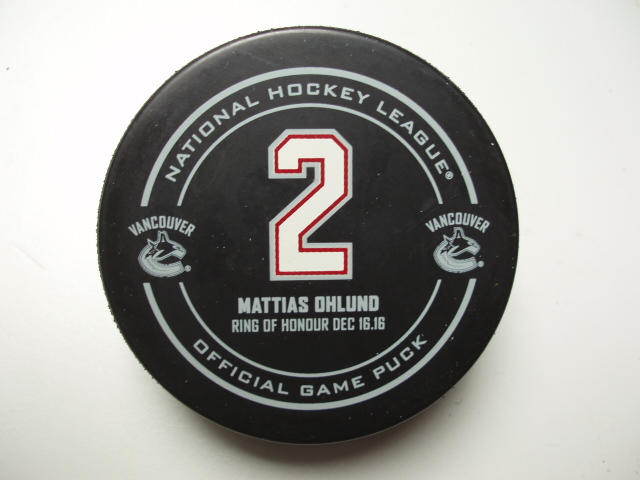 NATIONAL HOCKEY LEAGUE®
2
VANCOUVER
VANCOUVER
MATTIAS OHLUND
RING OF HONOUR DEC 16.16
OFFICIAL GAME PUCK